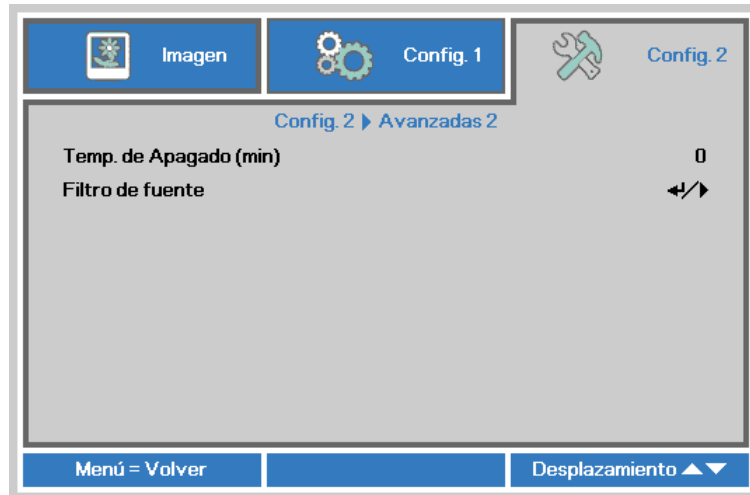 Imagen Config. 1 Config. 2
Config. 2 ▶ Avanzadas 2
Temp. de Apagado (min) 0
Filtro de fuente ↵/▶
Menú = Volver Desplazamiento ▲▼